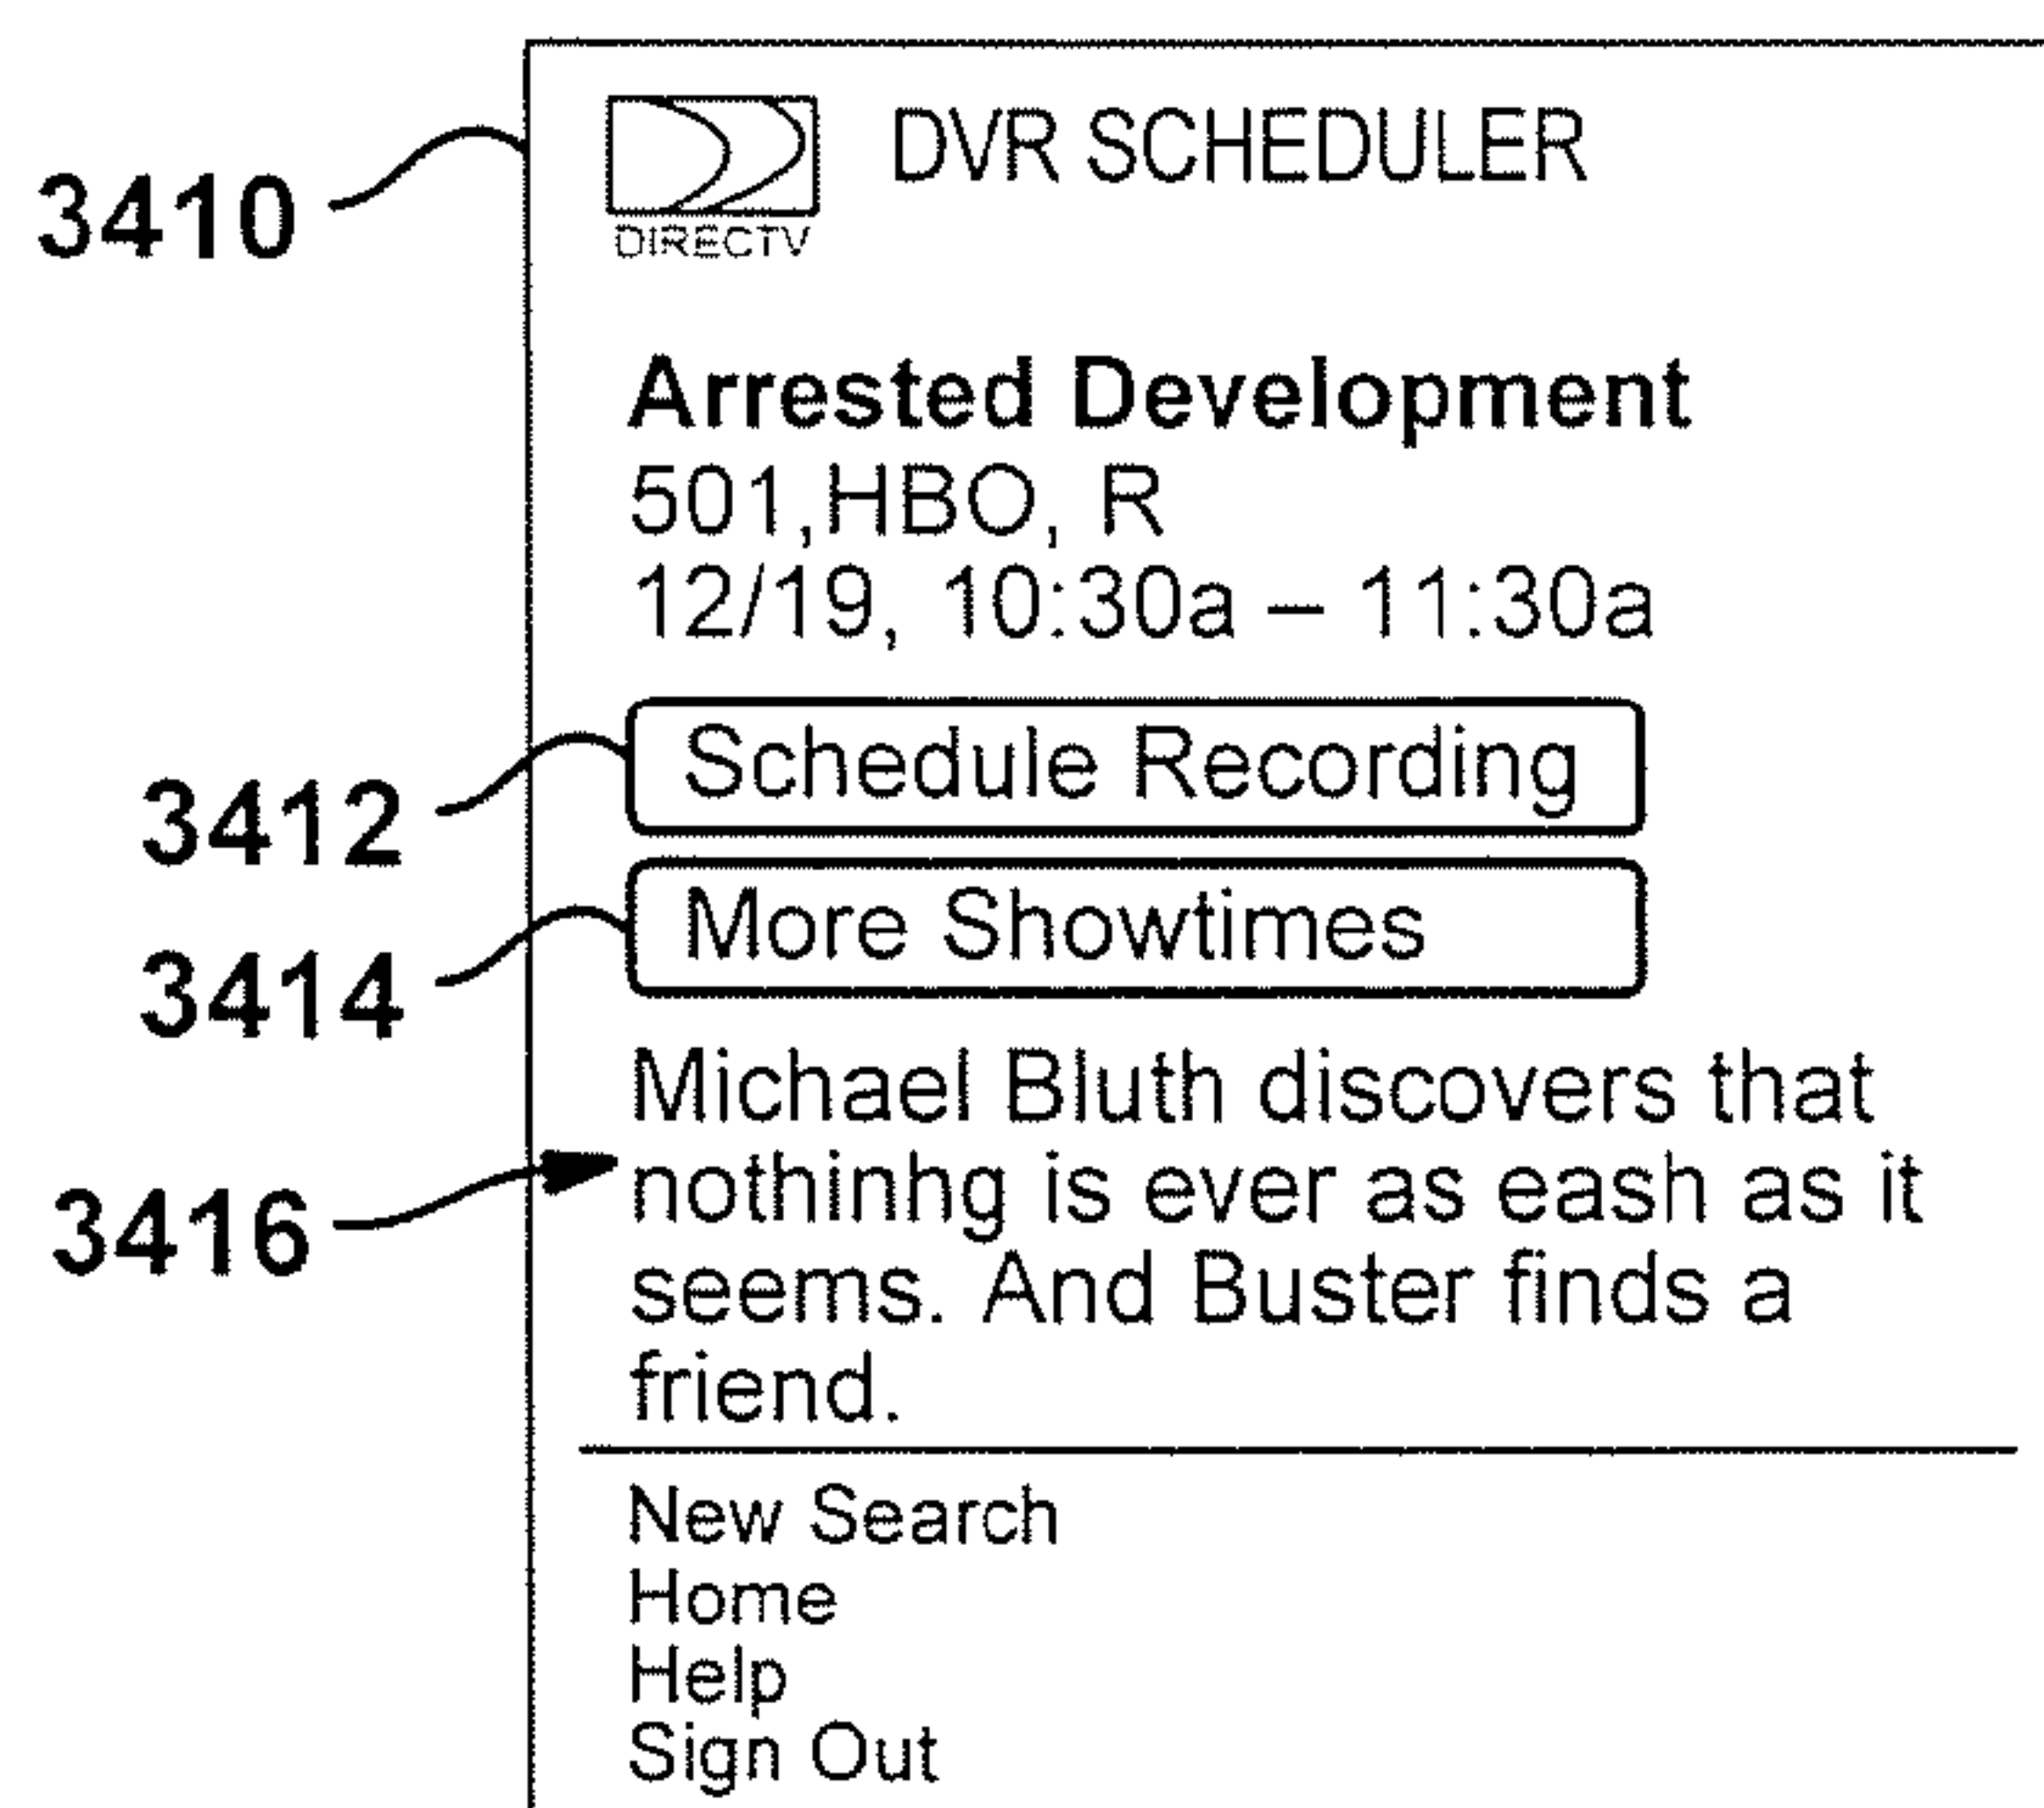 3410
DVR SCHEDULER
DIRECTV
Arrested Development
501,HBO, R
12/19, 10:30a – 11:30a
3412
Schedule Recording
3414
More Showtimes
Michael Bluth discovers that
3416
nothinhg is ever as eash as it
seems. And Buster finds a
friend.
New Search
Home
Help
Sign Out